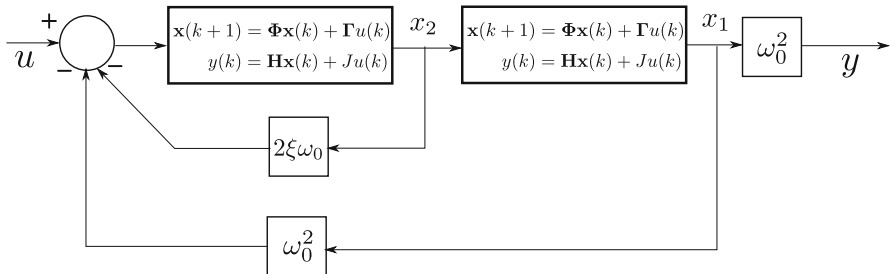 +
u
−
−
𝐱(k + 1) = 𝚽𝐱(k) + 𝚪u(k)
y(k) = 𝐇𝐱(k) + Ju(k)
x₂
𝐱(k + 1) = 𝚽𝐱(k) + 𝚪u(k)
y(k) = 𝐇𝐱(k) + Ju(k)
x₁
ω₀²
y
2ξω₀
ω₀²